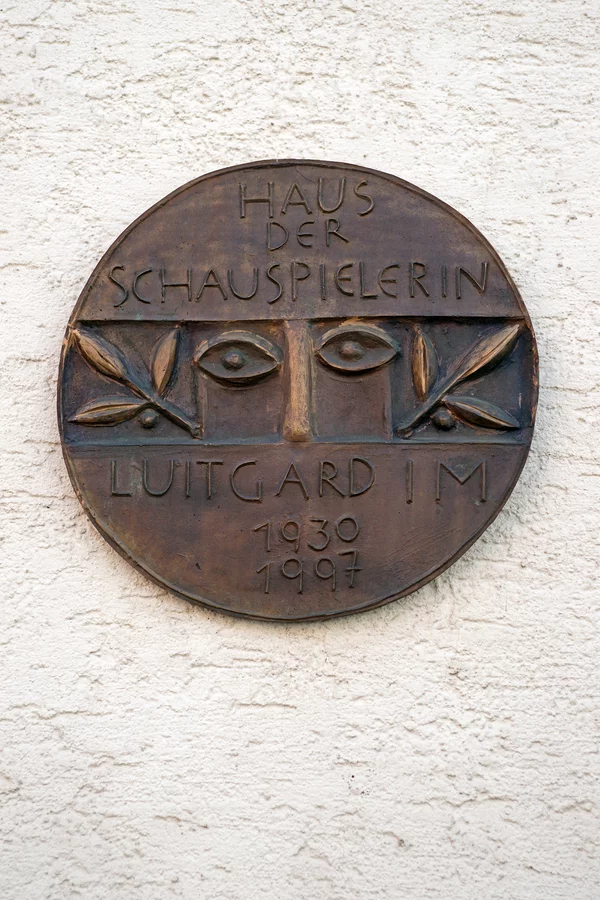 HAUS
DER
SCHAUSPIELERIN
LUITGARD IM
1930
1997